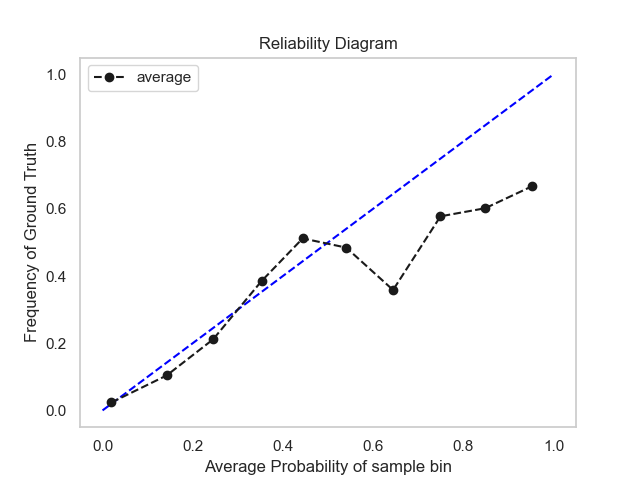 Reliability Diagram
average
Frequency of Ground Truth
1.0
0.8
0.6
0.4
0.2
0.0
0.0 0.2 0.4 0.6 0.8 1.0
Average Probability of sample bin